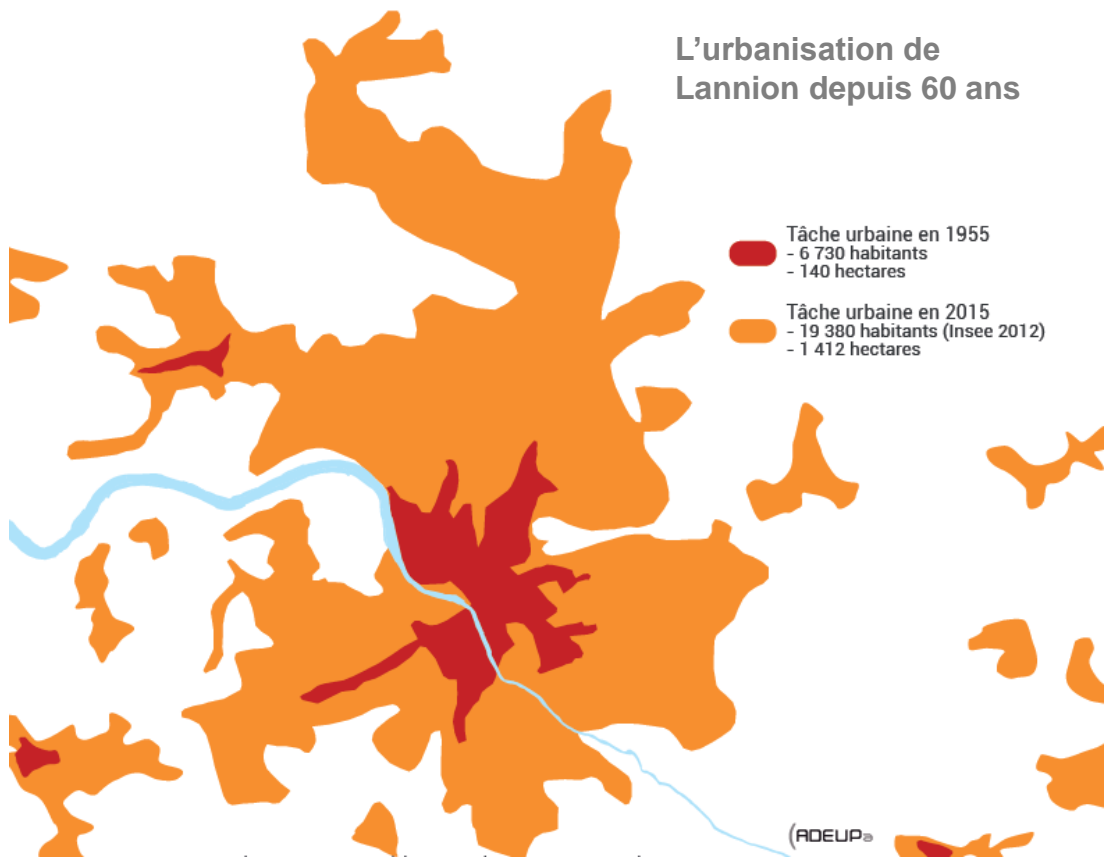 L'urbanisation de
Lannion depuis 60 ans
Tâche urbaine en 1955
- 6 730 habitants
- 140 hectares
Tâche urbaine en 2015
- 19 380 habitants (Insee 2012)
- 1 412 hectares
(ADEUPa